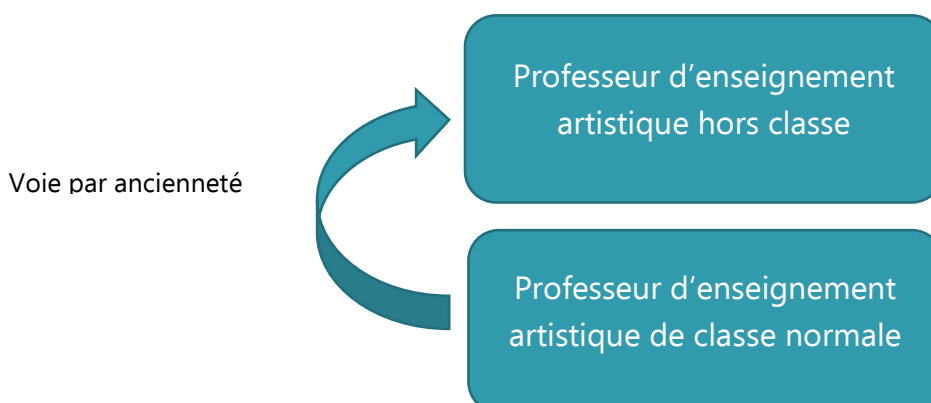 Professeur d’enseignement
artistique hors classe
Voie par ancienneté
Professeur d’enseignement
artistique de classe normale